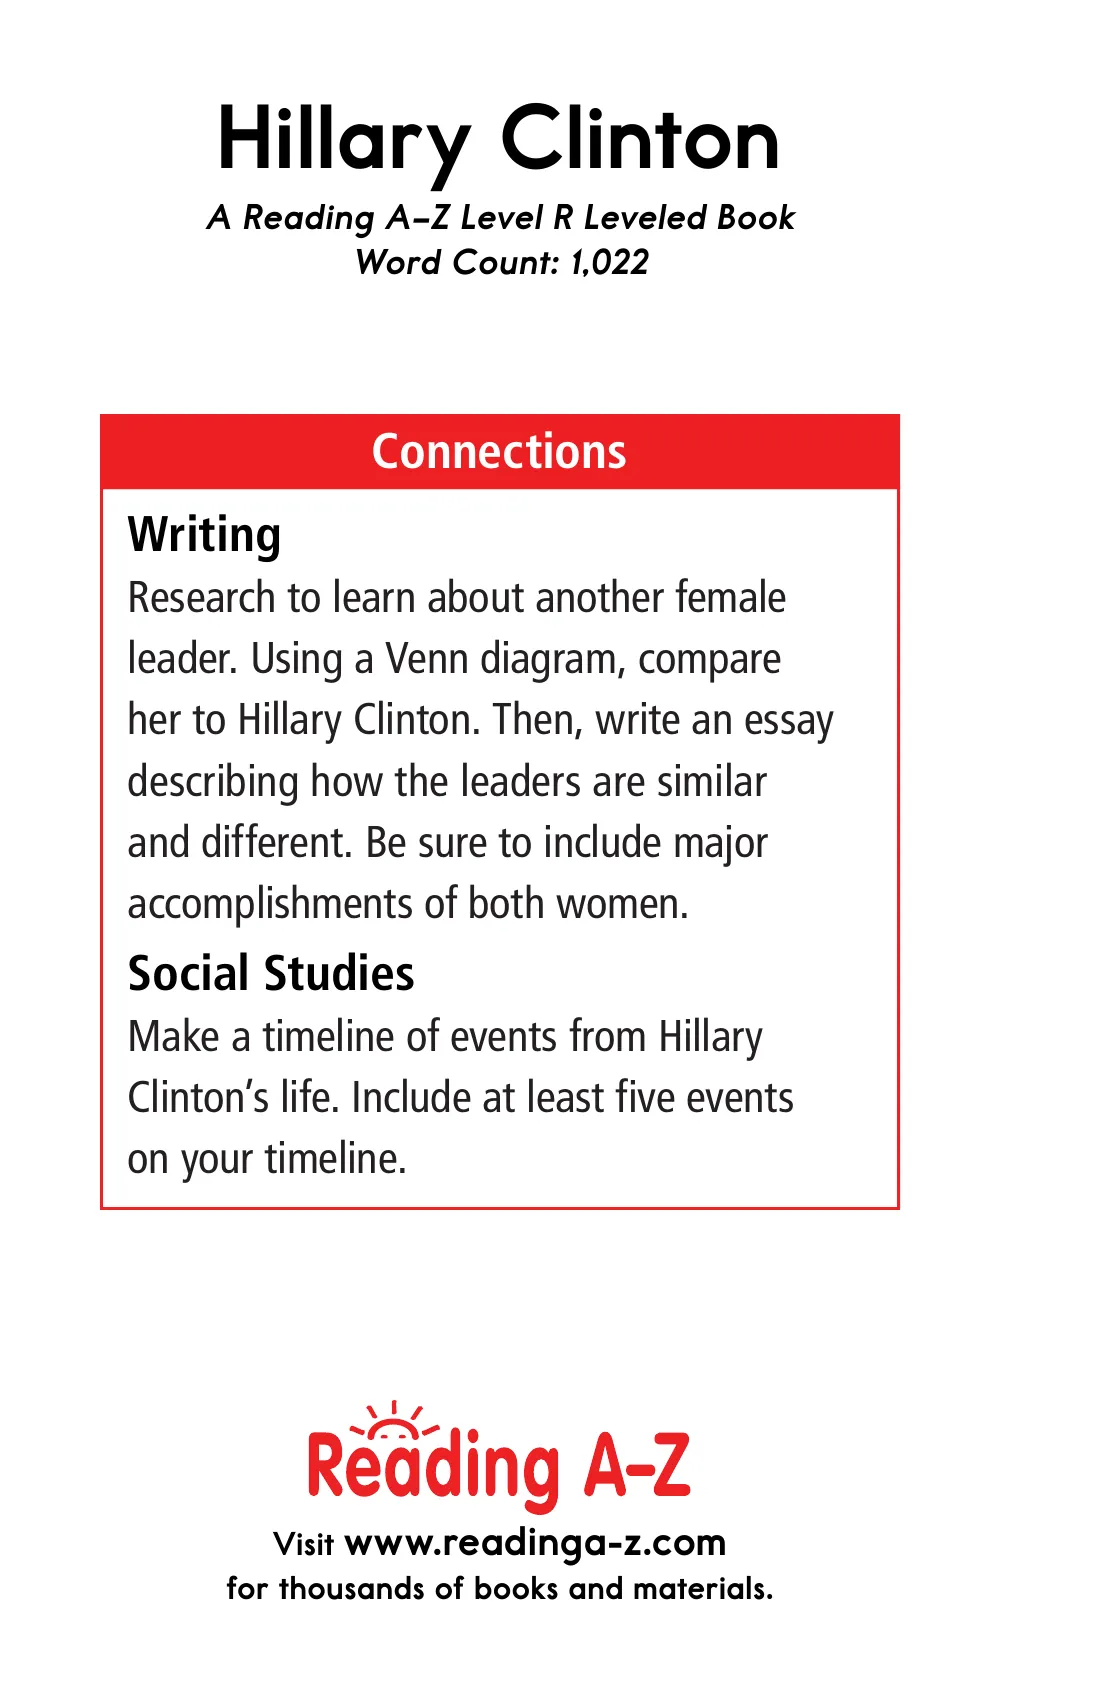 Hillary Clinton
A Reading A–Z Level R Leveled Book
Word Count: 1,022
Connections
Writing
Research to learn about another female
leader. Using a Venn diagram, compare
her to Hillary Clinton. Then, write an essay
describing how the leaders are similar
and different. Be sure to include major
accomplishments of both women.
Social Studies
Make a timeline of events from Hillary
Clinton’s life. Include at least five events
on your timeline.
Reading A–Z
Visit www.readinga-z.com
for thousands of books and materials.